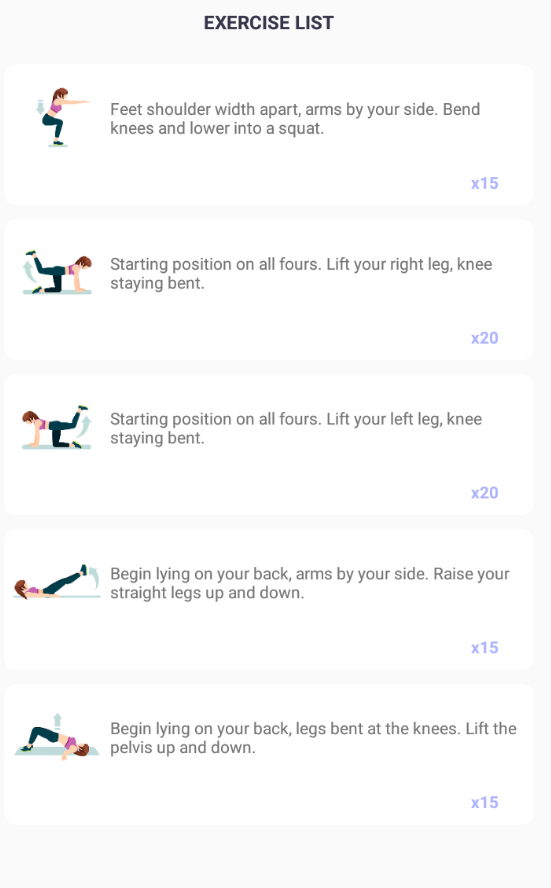 EXERCISE LIST
Feet shoulder width apart, arms by your side. Bend
knees and lower into a squat.
x15
Starting position on all fours. Lift your right leg, knee
staying bent.
x20
Starting position on all fours. Lift your left leg, knee
staying bent.
x20
Begin lying on your back, arms by your side. Raise your
straight legs up and down.
x15
Begin lying on your back, legs bent at the knees. Lift the
pelvis up and down.
x15